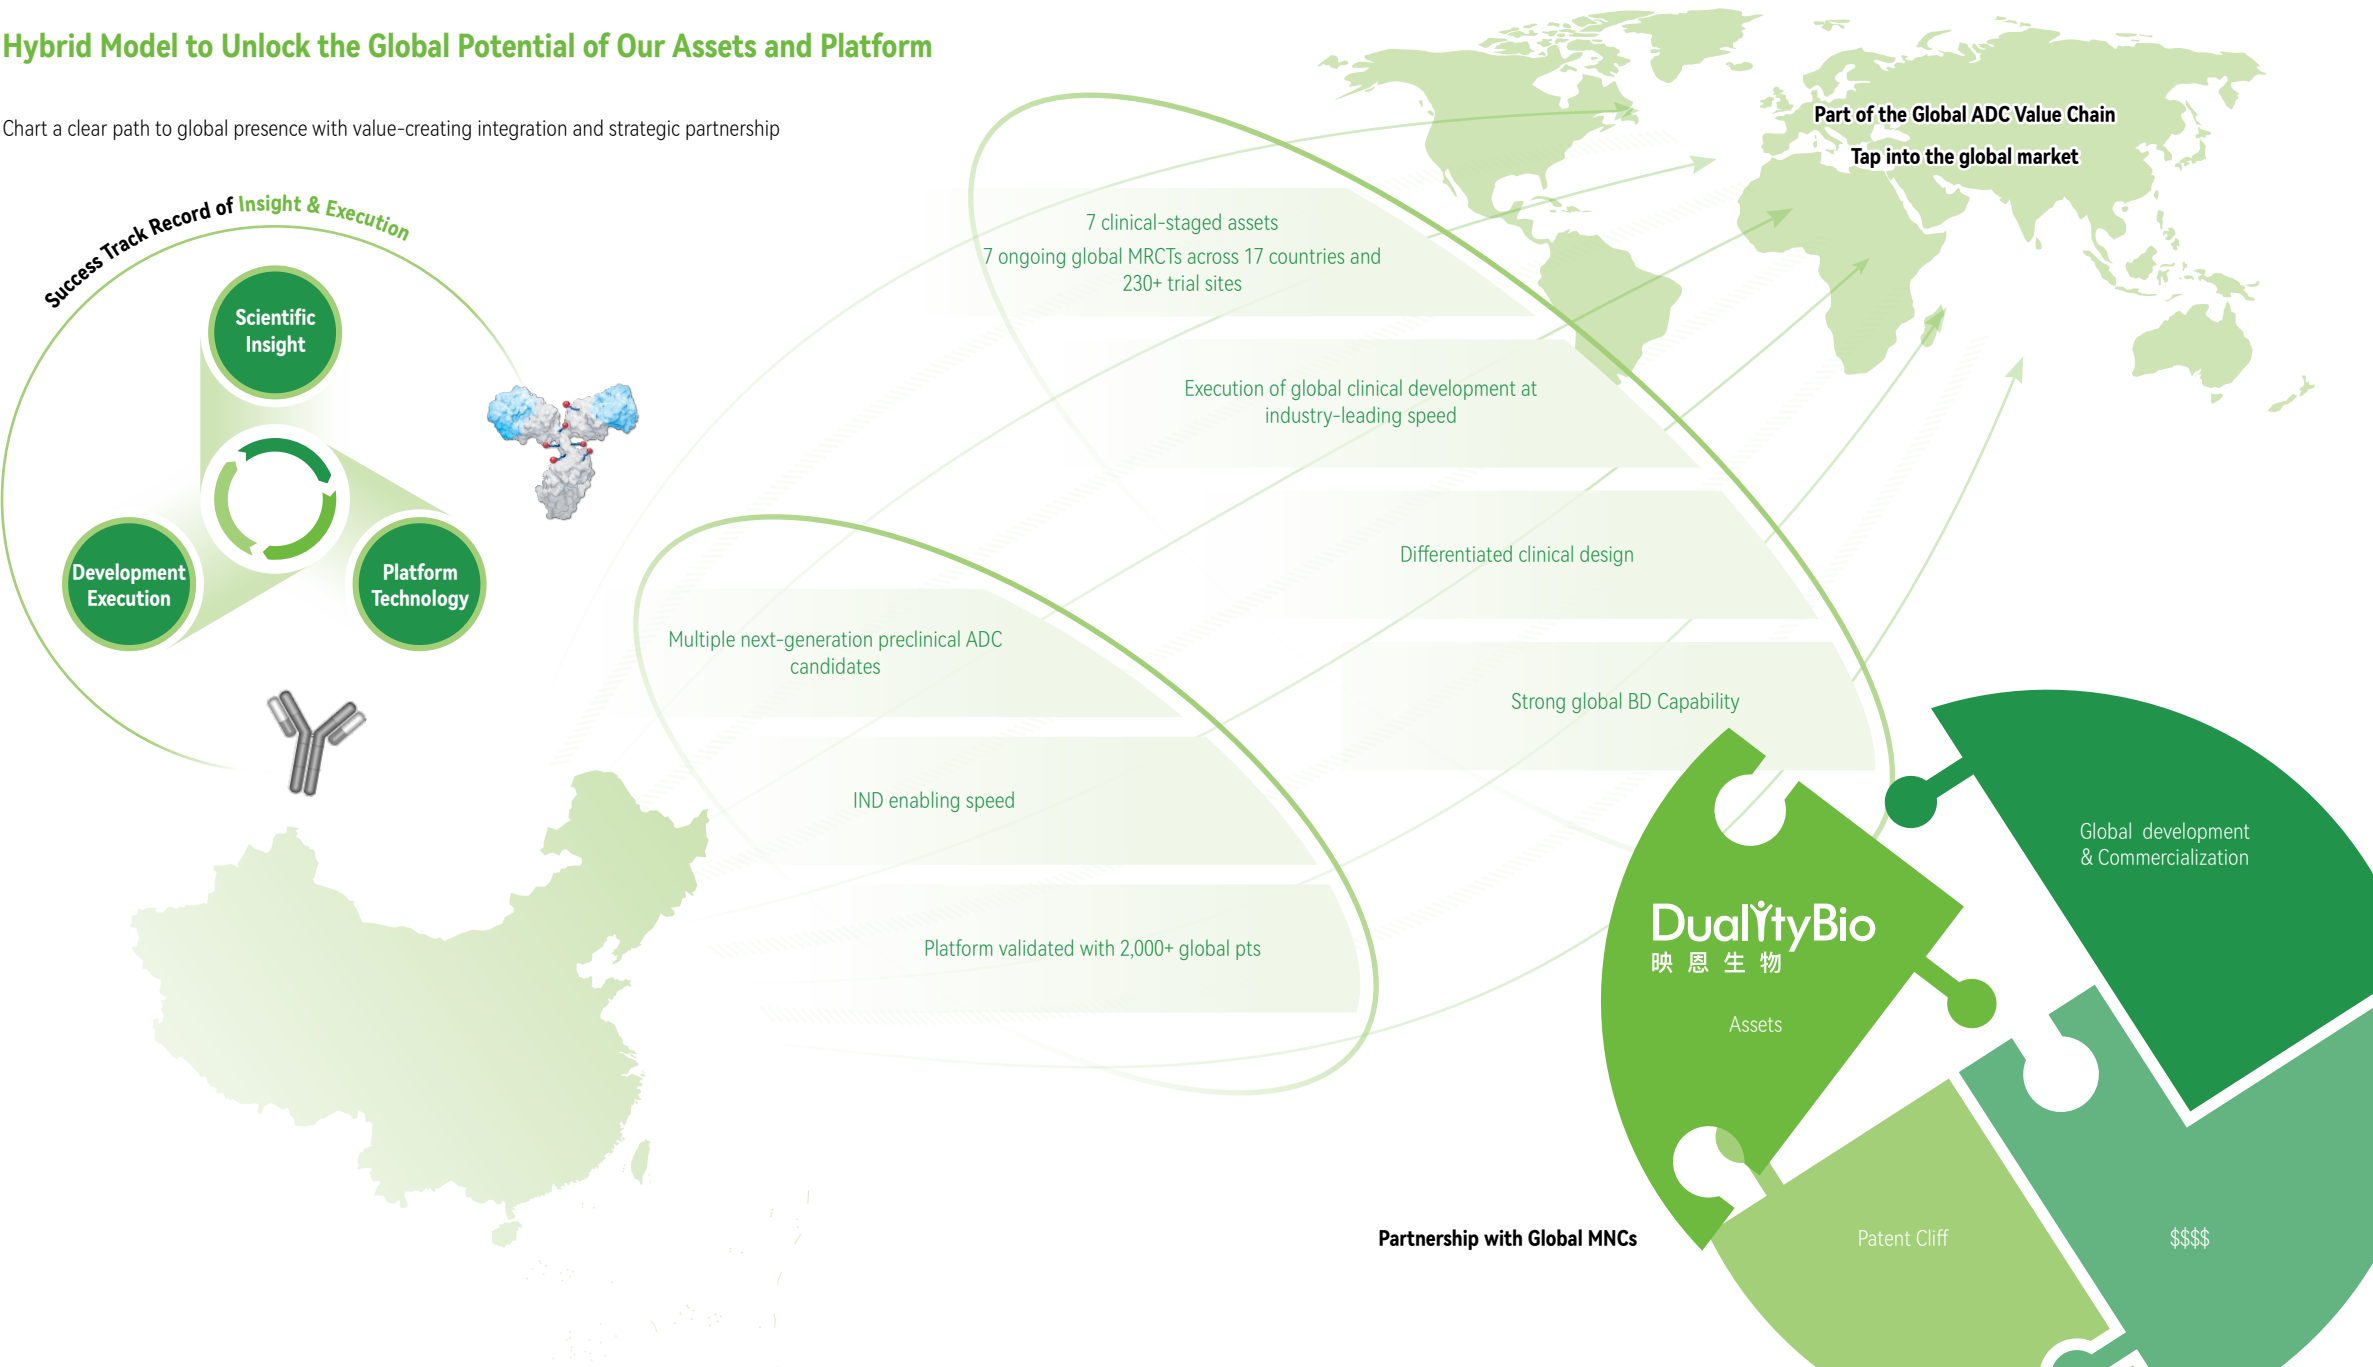 Hybrid Model to Unlock the Global Potential of Our Assets and Platform
Chart a clear path to global presence with value-creating integration and strategic partnership
Success Track Record of Insight & Execution
Scientific
Insight
Development
Execution
Platform
Technology
Part of the Global ADC Value Chain
Tap into the global market
7 clinical-staged assets
7 ongoing global MRCTs across 17 countries and
230+ trial sites
Execution of global clinical development at
industry-leading speed
Differentiated clinical design
Strong global BD Capability
Multiple next-generation preclinical ADC
candidates
IND enabling speed
Platform validated with 2,000+ global pts
Global development
& Commercialization
DualityBio
映恩生物
Assets
Partnership with Global MNCs
Patent Cliff
$$$$